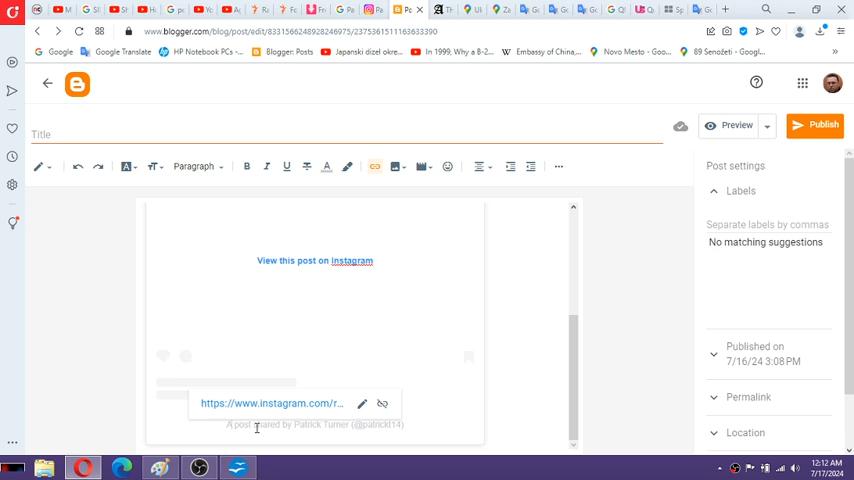 www.blogger.com/blog/post/edit/8331566248928246975/2375361511163633390
Google
Google Translate
HP Notebook PCs -...
Blogger: Posts
Japanski dizel okre...
In 1999, Why a B-2...
Embassy of China,...
Novo Mesto - Goo...
89 Senožeti - Googl...
Title
Preview
Publish
Paragraph
Post settings
Labels
Separate labels by commas
No matching suggestions
View this post on Instagram
Published on
7/16/24 3:08 PM
https://www.instagram.com/r...
Permalink
A post shared by Patrick Turner (@patrickt14)
Location
12:12 AM
7/17/2024